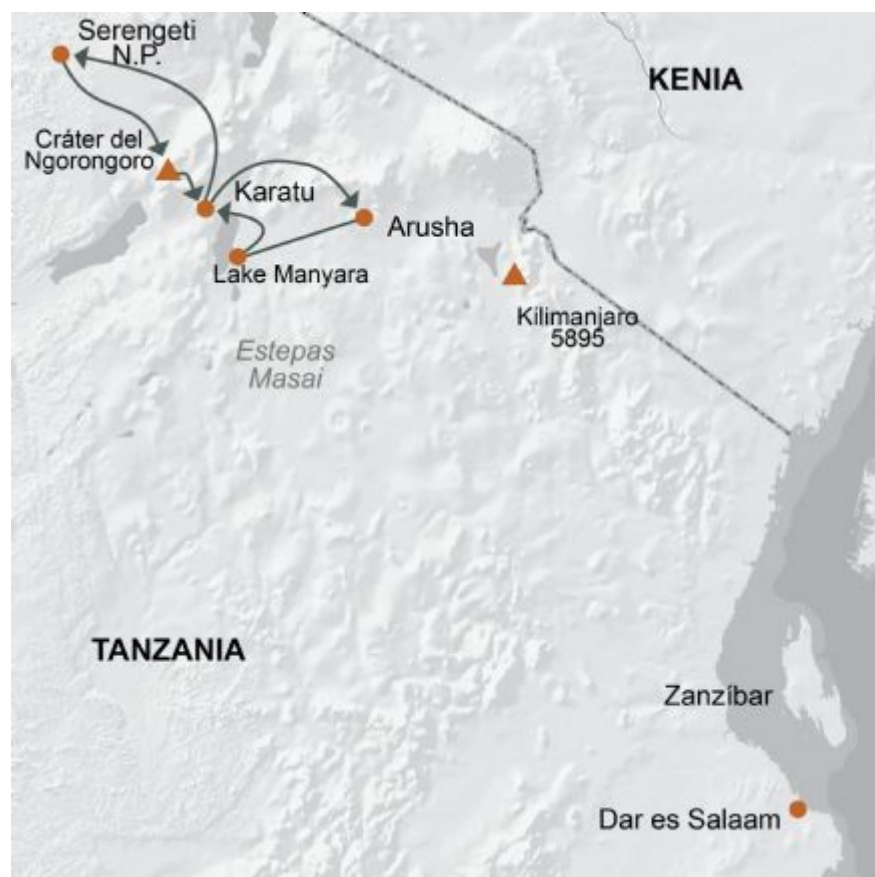 Serengeti
N.P.
KENIA
Cráter del
Ngorongoro
Karatu
Arusha
Lake Manyara
Kilimanjaro
5895
Estepas
Masai
TANZANIA
Zanzíbar
Dar es Salaam